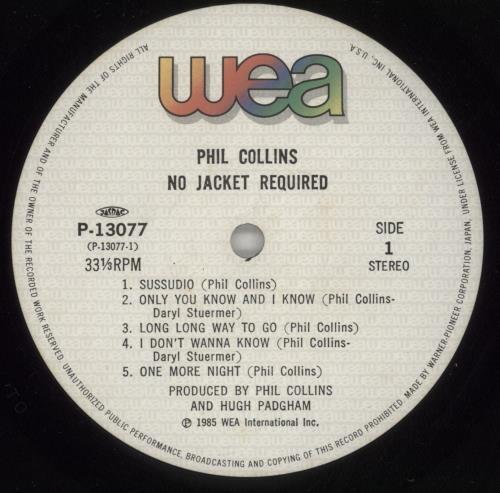 wea
PHIL COLLINS
NO JACKET REQUIRED
JASRAC
P-13077
(P-13077-1)
33⅓RPM
SIDE
1
STEREO
1. SUSSUDIO (Phil Collins)
2. ONLY YOU KNOW AND I KNOW (Phil Collins-
Daryl Stuermer)
3. LONG LONG WAY TO GO (Phil Collins)
4. I DON'T WANNA KNOW (Phil Collins-
Daryl Stuermer)
5. ONE MORE NIGHT (Phil Collins)
PRODUCED BY PHIL COLLINS
AND HUGH PADGHAM
℗ 1985 WEA International Inc.
ALL RIGHTS OF THE MANUFACTURER AND OF THE OWNER OF THE RECORDED WORK RESERVED. UNAUTHORIZED PUBLIC PERFORMANCE, BROADCASTING AND COPYING OF THIS RECORD PROHIBITED. MADE BY WARNER-PIONEER CORPORATION, JAPAN, UNDER LICENSE FROM WEA INTERNATIONAL INC., U.S.A.